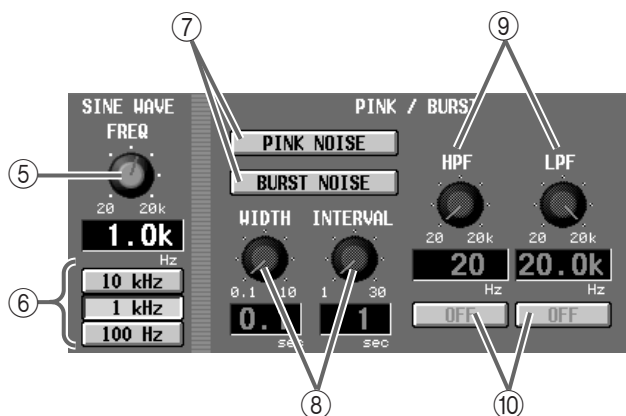 ⑦
⑨
SINE WAVE
FREQ
⑤
20 20k
1.0k
Hz
⑥
10 kHz
1 kHz
100 Hz
PINK / BURST
PINK NOISE
BURST NOISE
WIDTH INTERVAL
0.1 10 1 30
1
sec sec
HPF LPF
20 20k 20 20k
20 20.0k
Hz Hz
OFF OFF
⑧
⑩